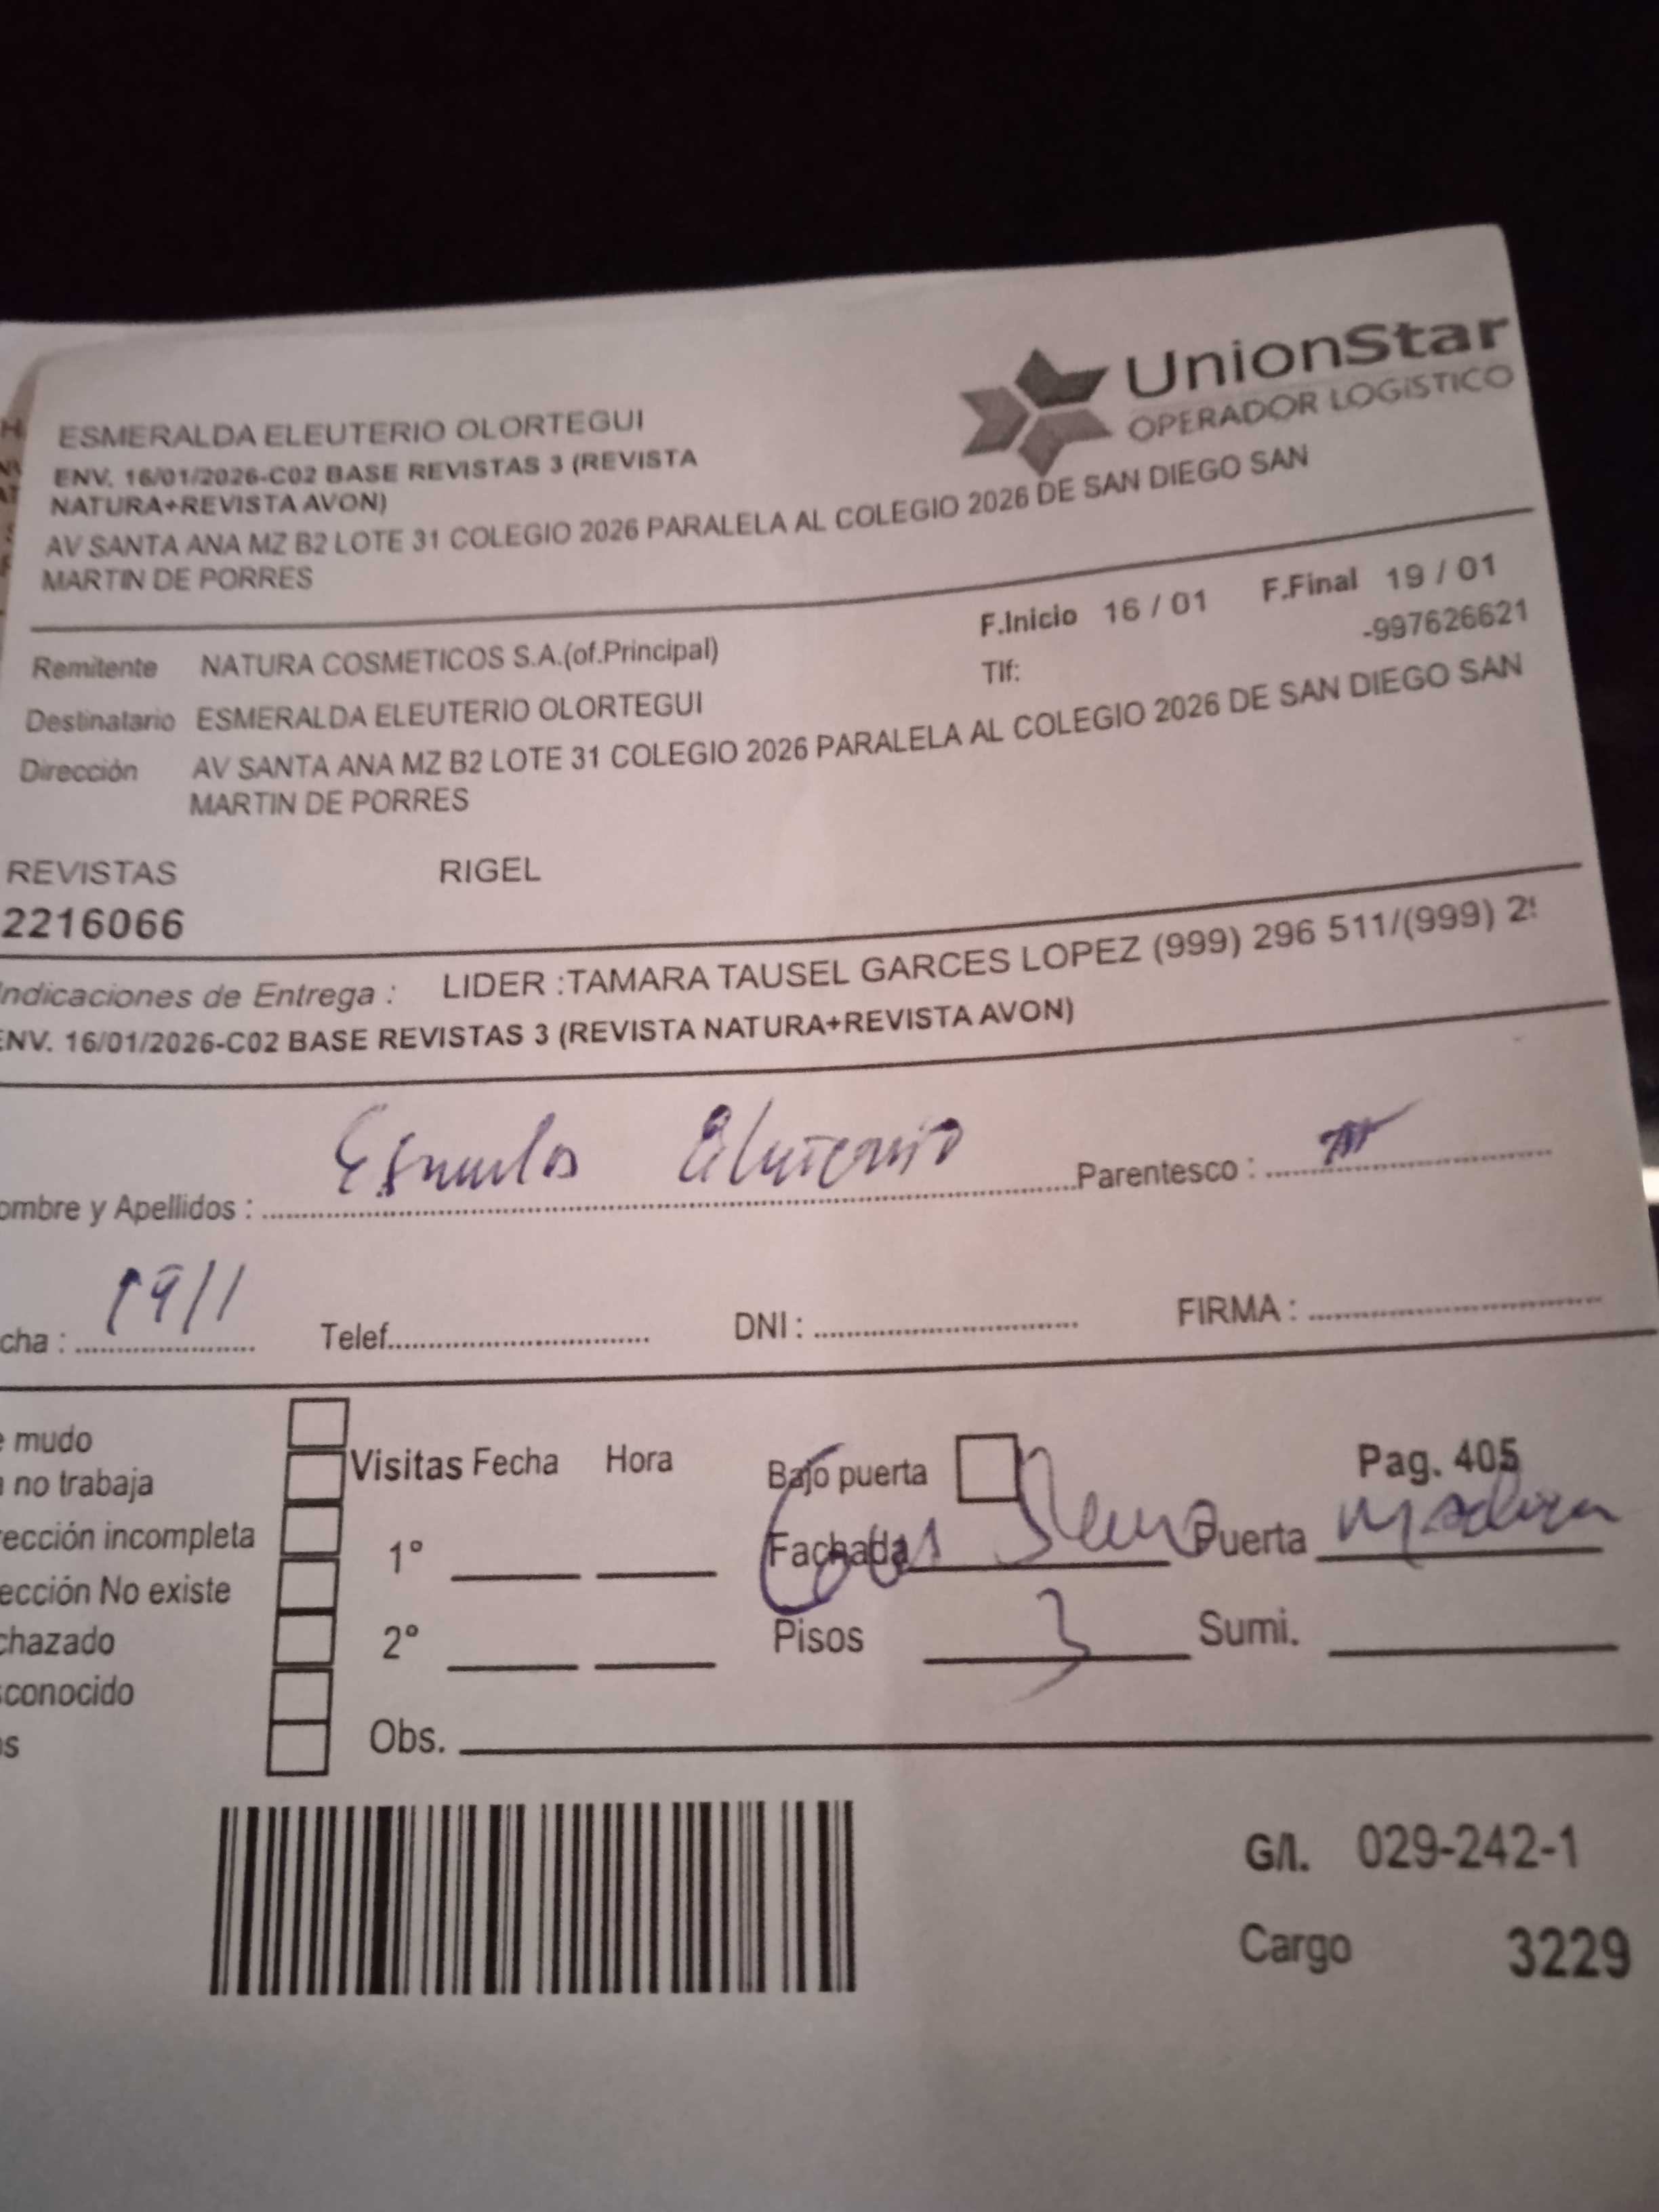 ESMERALDA ELEUTERIO OLORTEGUI
UnionStar
OPERADOR LOGÍSTICO
ENV. 16/01/2026-C02 BASE REVISTAS 3 (REVISTA
NATURA+REVISTA AVON)
AV SANTA ANA MZ B2 LOTE 31 COLEGIO 2026 PARALELA AL COLEGIO 2026 DE SAN DIEGO SAN
MARTIN DE PORRES
F.Inicio 16 / 01 F.Final 19 / 01
Remitente NATURA COSMETICOS S.A.(of.Principal) Tlf: -997626621
Destinatario ESMERALDA ELEUTERIO OLORTEGUI
Dirección AV SANTA ANA MZ B2 LOTE 31 COLEGIO 2026 PARALELA AL COLEGIO 2026 DE SAN DIEGO SAN
MARTIN DE PORRES
REVISTAS RIGEL
2216066
Indicaciones de Entrega : LIDER :TAMARA TAUSEL GARCES LOPEZ (999) 296 511/(999) 2
ENV. 16/01/2026-C02 BASE REVISTAS 3 (REVISTA NATURA+REVISTA AVON)
ombre y Apellidos : Parentesco :
cha : 19/1 Telef. DNI : FIRMA :
e mudo
a no trabaja
rección incompleta
ección No existe
chazado
sconocido
os
Visitas Fecha Hora
1°
2°
Obs.
Bajo puerta Pag. 405
Fachada Puerta Madera
Pisos 3 Sumi.
G/I. 029-242-1
Cargo 3229